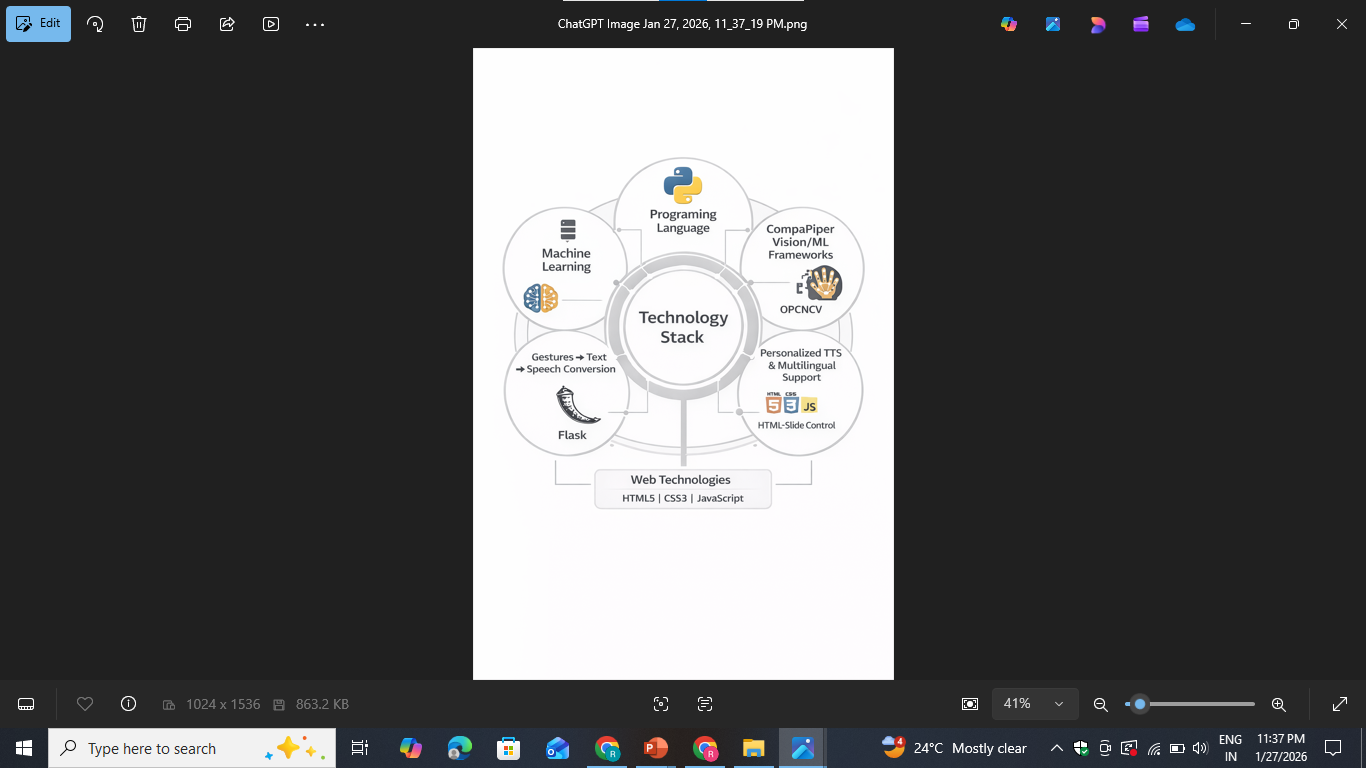 Edit
ChatGPT Image Jan 27, 2026, 11_37_19 PM.png
Programing
Language
Machine
Learning
CompaPiper
Vision/ML
Frameworks
OPCNCV
Technology
Stack
Gestures → Text
→ Speech Conversion
Flask
Personalized TTS
& Multilingual
Support
HTML CSS
5 3 JS
HTML-Slide Control
Web Technologies
HTML5 | CSS3 | JavaScript
1024 x 1536 863.2 KB
41%
Type here to search
4
24°C Mostly clear
ENG
IN
11:37 PM
1/27/2026